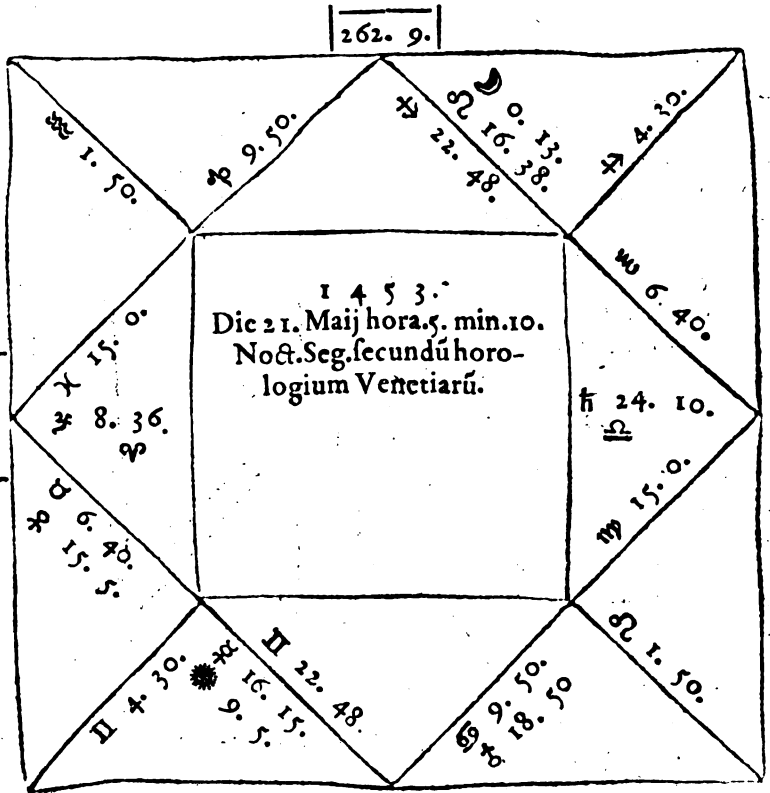 262. 9.
♒ 1. 50.
♑ 9. 50.
♐ 22. 48.
☽ 0. 13.
♌ 16. 38.
♐ 4. 30.
♏ 6. 40.
1 4 5 3.
Die 21. Maij hora.5. min.10.
Noct.Seg.secundũ horo-
logium Venetiarũ.
♓ 15. 0.
♃ 8. 36.
♈
♄ 24. 10.
♎
♍ 15. 0.
♉ 6. 40.
15. 5.
♊ 4. 30.
16. 15.
☉ 9. 5.
♊ 22. 48.
♋ 9. 50.
18. 50
♌ 1. 50.